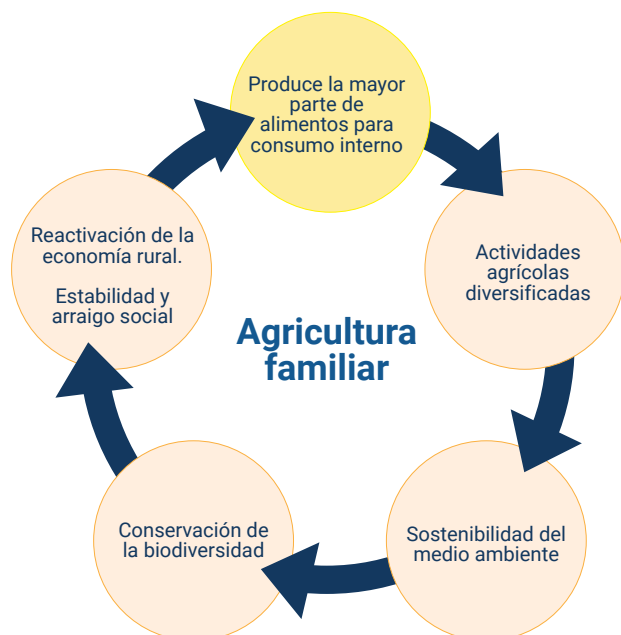 Produce la mayor
parte de
alimentos para
consumo interno
Actividades
agrícolas
diversificadas
Sostenibilidad del
medio ambiente
Conservación de
la biodiversidad
Reactivación de la
economía rural.
Estabilidad y
arraigo social
Agricultura
familiar